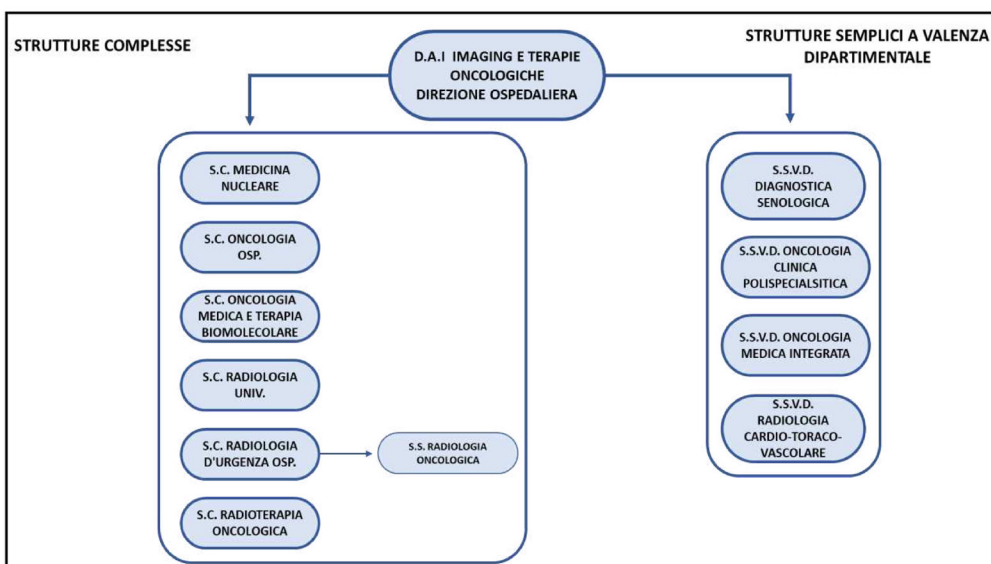 STRUTTURE COMPLESSE
D.A.I IMAGING E TERAPIE
ONCOLOGICHE
DIREZIONE OSPEDALIERA
STRUTTURE SEMPLICI A VALENZA
DIPARTIMENTALE
S.C. MEDICINA
NUCLEARE
S.C. ONCOLOGIA
OSP.
S.C. ONCOLOGIA
MEDICA E TERAPIA
BIOMOLECOLARE
S.C. RADIOLOGIA
UNIV.
S.C. RADIOLOGIA
D'URGENZA OSP.
S.S. RADIOLOGIA
ONCOLOGICA
S.C. RADIOTERAPIA
ONCOLOGICA
S.S.V.D.
DIAGNOSTICA
SENOLOGICA
S.S.V.D. ONCOLOGIA
CLINICA
POLISPECIALSITICA
S.S.V.D. ONCOLOGIA
MEDICA INTEGRATA
S.S.V.D.
RADIOLOGIA
CARDIO-TORACO-
VASCOLARE